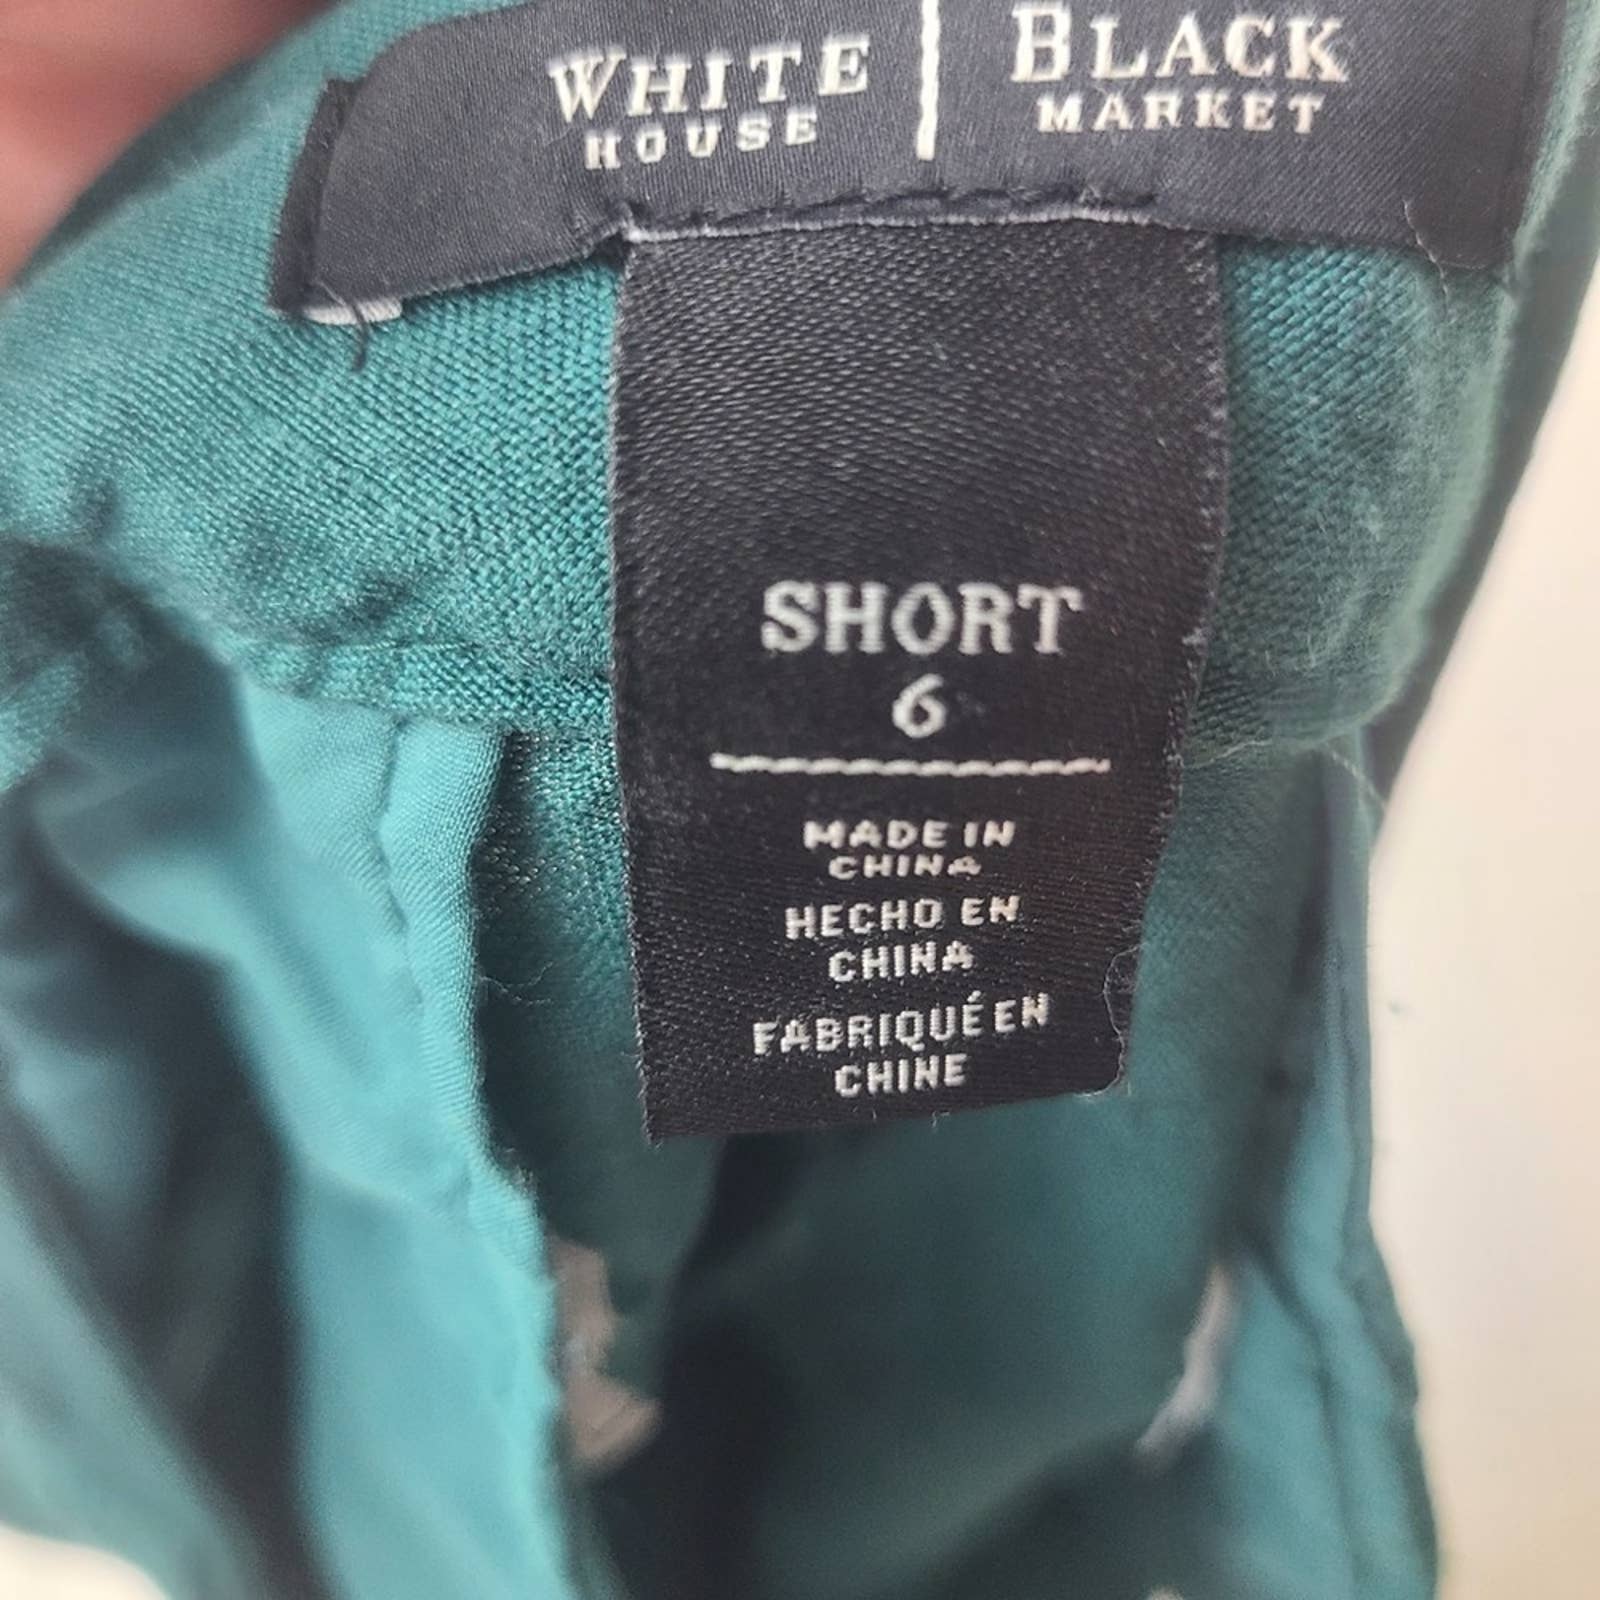 WHITE | BLACK
HOUSE MARKET
SHORT
6
MADE IN
CHINA
HECHO EN
CHINA
FABRIQUÉ EN
CHINE